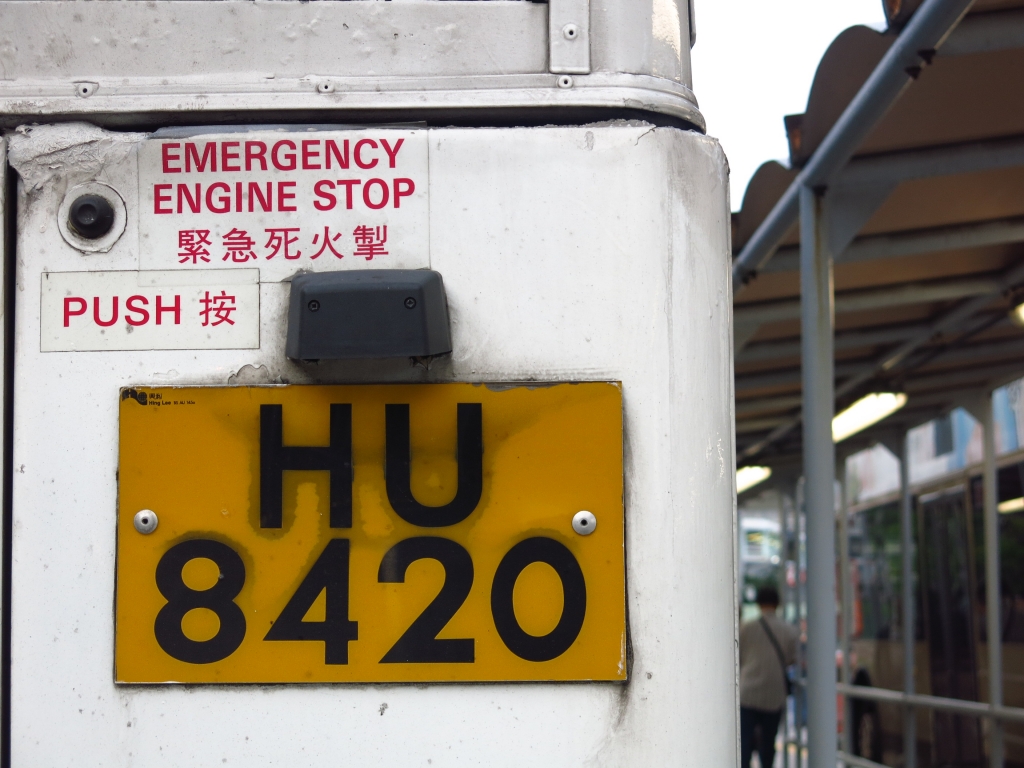 EMERGENCY
ENGINE STOP
緊急死火掣
PUSH 按
HU
8420